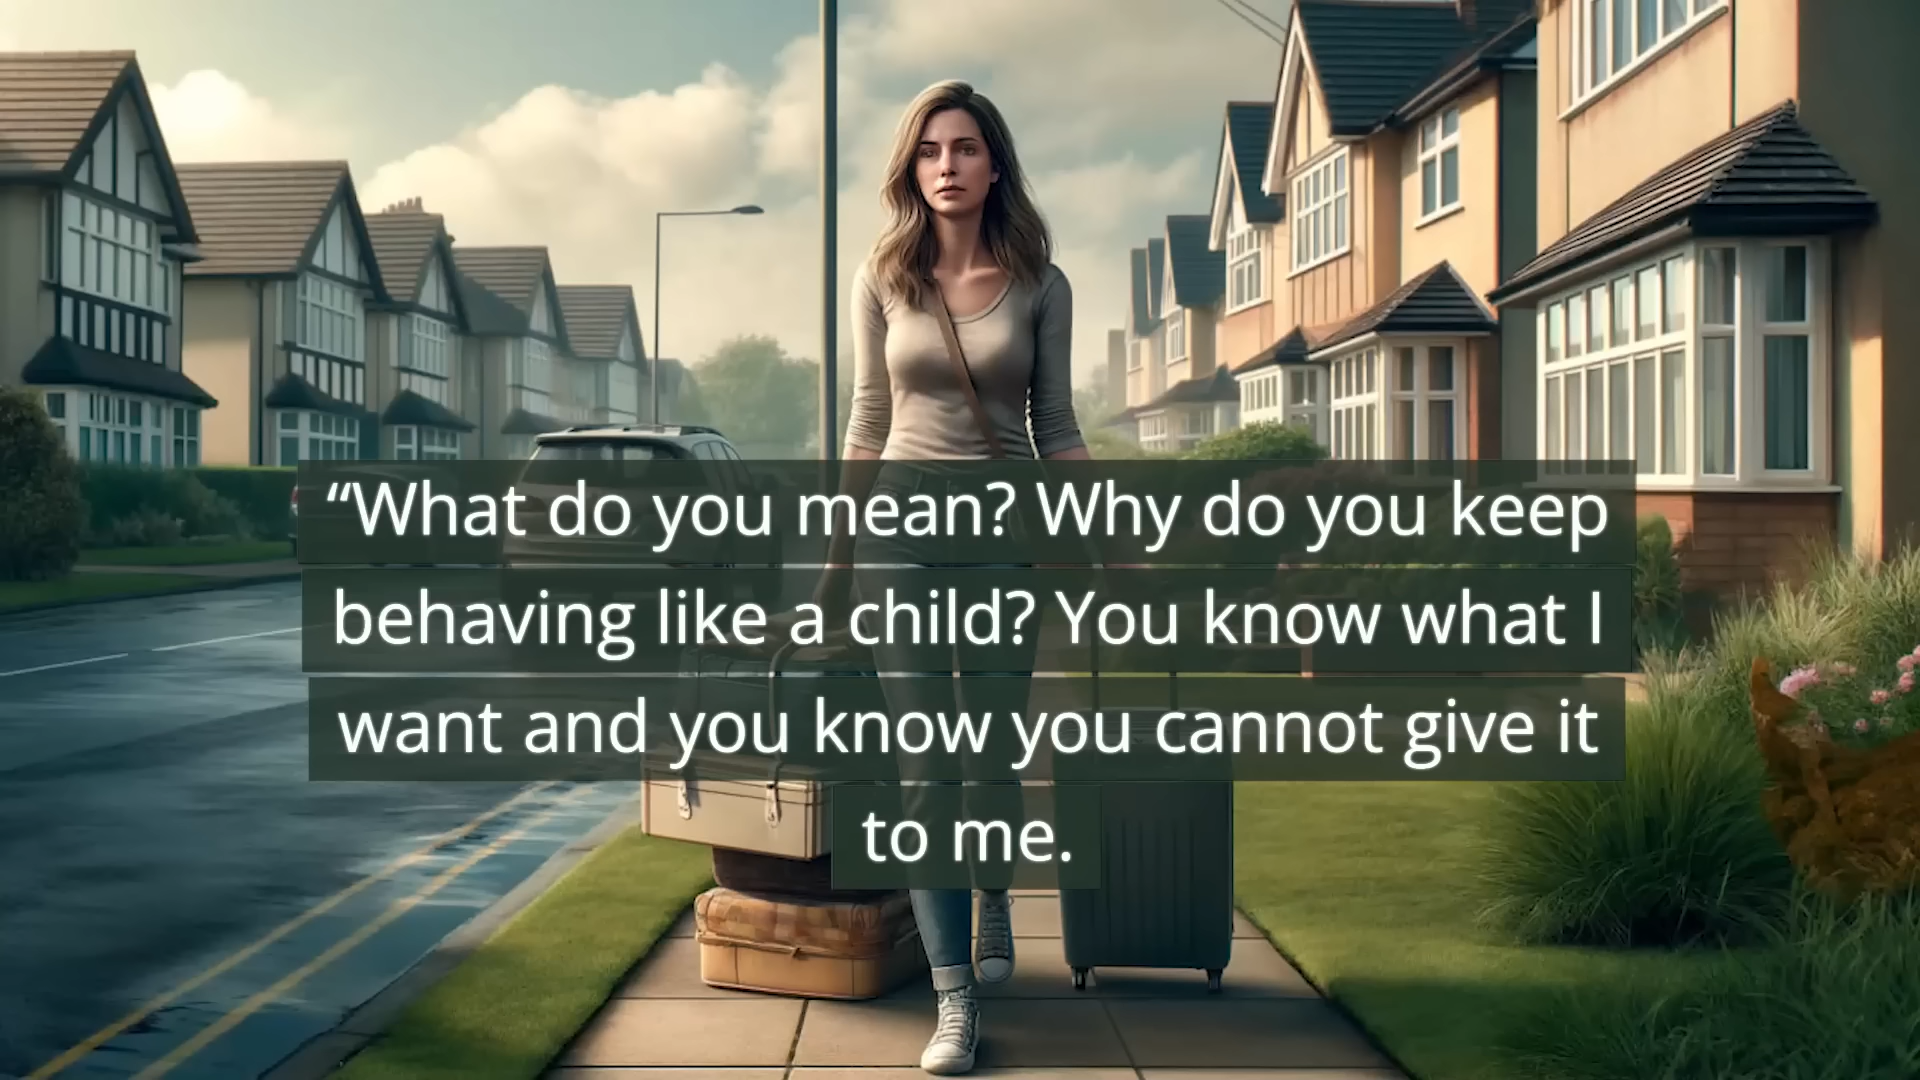 “What do you mean? Why do you keep
behaving like a child? You know what I
want and you know you cannot give it
to me.